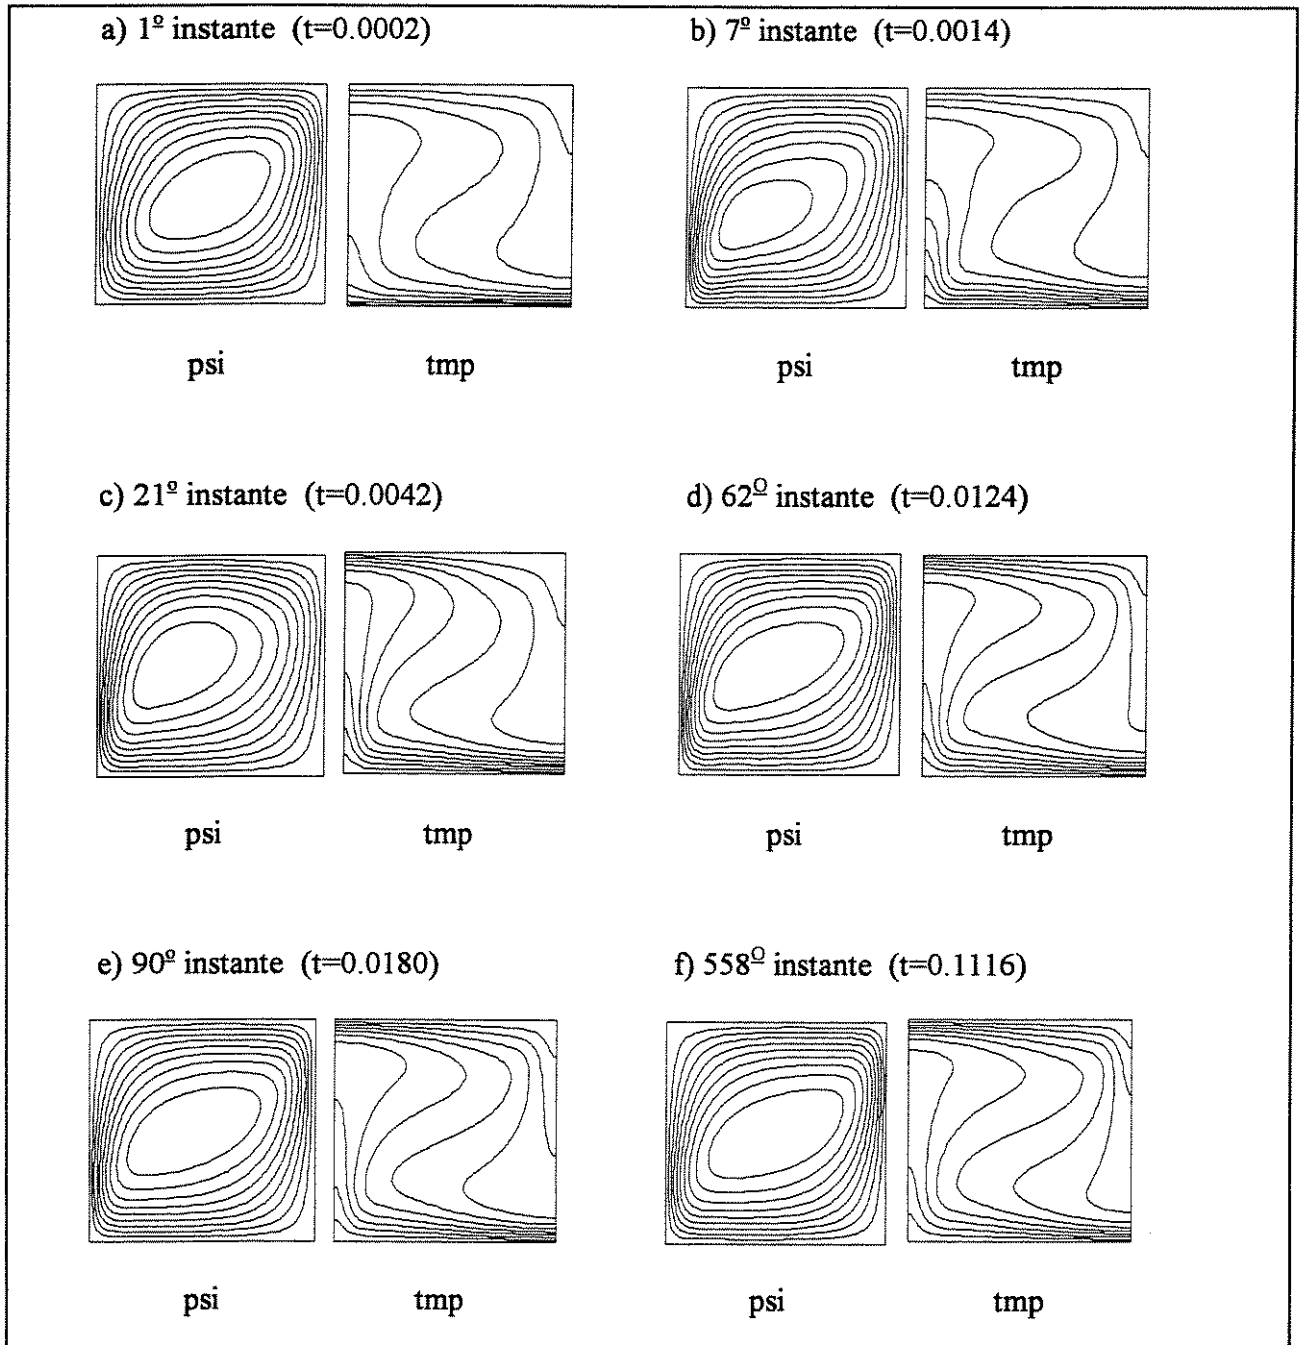 a) 1º instante (t=0.0002)
b) 7º instante (t=0.0014)
psi
tmp
psi
tmp
c) 21º instante (t=0.0042)
d) 62º instante (t=0.0124)
psi
tmp
psi
tmp
e) 90º instante (t=0.0180)
f) 558º instante (t=0.1116)
psi
tmp
psi
tmp